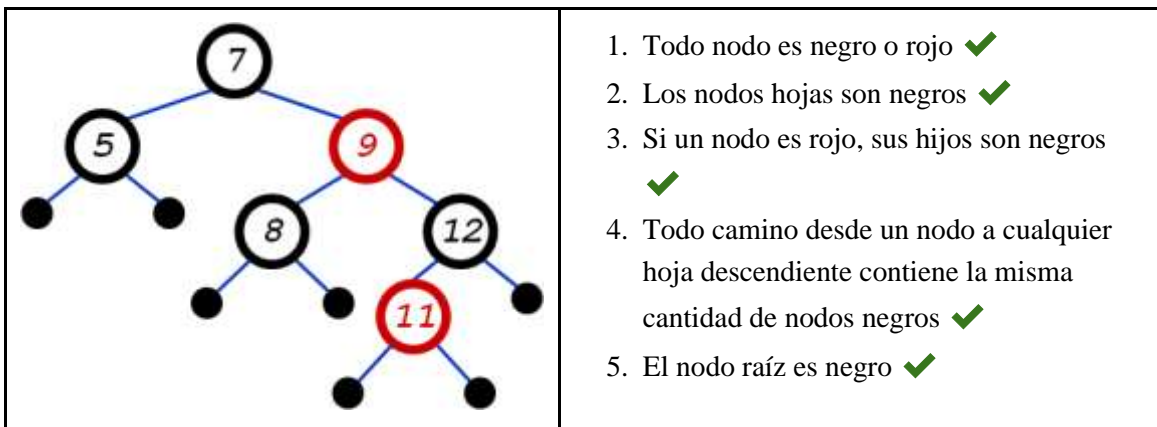 7
5
9
8
12
11
1. Todo nodo es negro o rojo ✔
2. Los nodos hojas son negros ✔
3. Si un nodo es rojo, sus hijos son negros
✔
4. Todo camino desde un nodo a cualquier
hoja descendiente contiene la misma
cantidad de nodos negros ✔
5. El nodo raíz es negro ✔